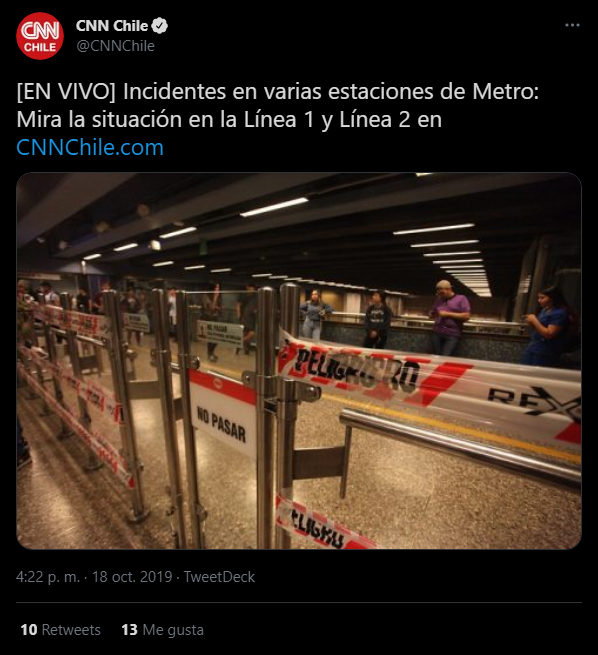 CNN
CHILE
CNN Chile
@CNNChile
[EN VIVO] Incidentes en varias estaciones de Metro:
Mira la situación en la Línea 1 y Línea 2 en
CNNChile.com
NO PASAR
PELIGRO
REX
NO PASAR
PELIGRO
4:22 p. m. · 18 oct. 2019 · TweetDeck
10 Retweets 13 Me gusta